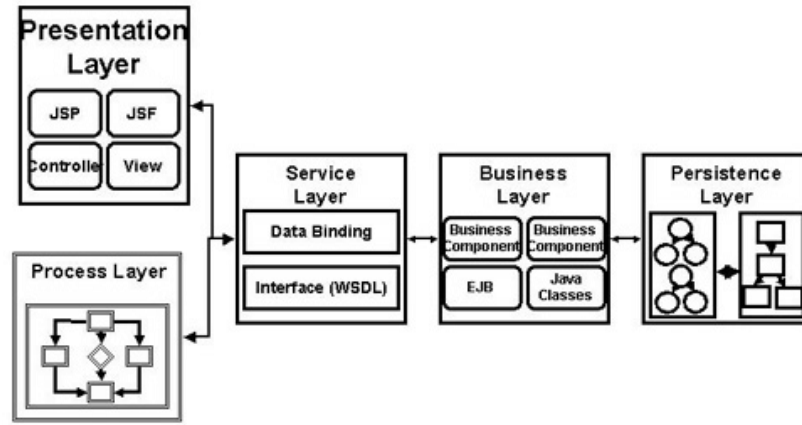 Presentation
Layer
JSP
JSF
Controller
View
Process Layer
Service
Layer
Data Binding
Interface (WSDL)
Business
Layer
Business
Component
Business
Component
EJB
Java
Classes
Persistence
Layer